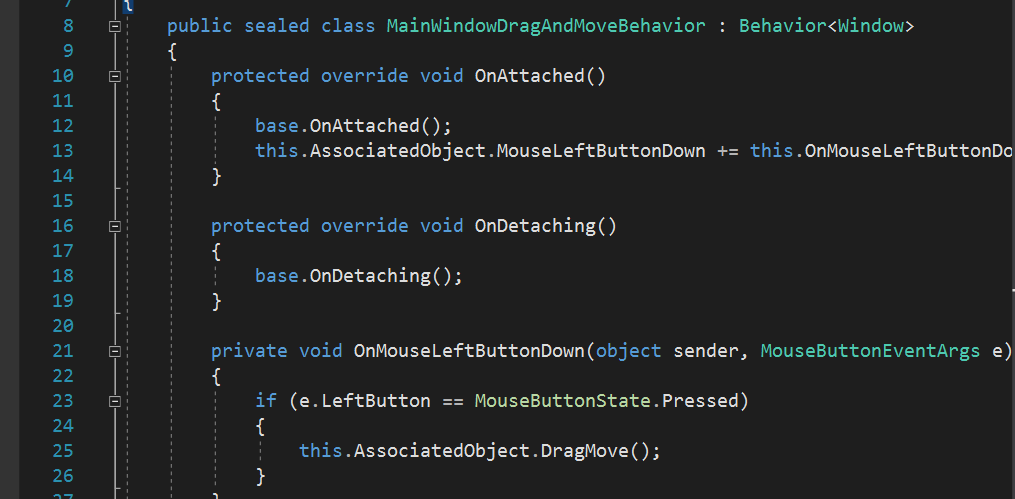 7 {
8 public sealed class MainWindowDragAndMoveBehavior : Behavior<Window>
9 {
10 protected override void OnAttached()
11 {
12 base.OnAttached();
13 this.AssociatedObject.MouseLeftButtonDown += this.OnMouseLeftButtonDo
14 }
15
16 protected override void OnDetaching()
17 {
18 base.OnDetaching();
19 }
20
21 private void OnMouseLeftButtonDown(object sender, MouseButtonEventArgs e)
22 {
23 if (e.LeftButton == MouseButtonState.Pressed)
24 {
25 this.AssociatedObject.DragMove();
26 }
27 }